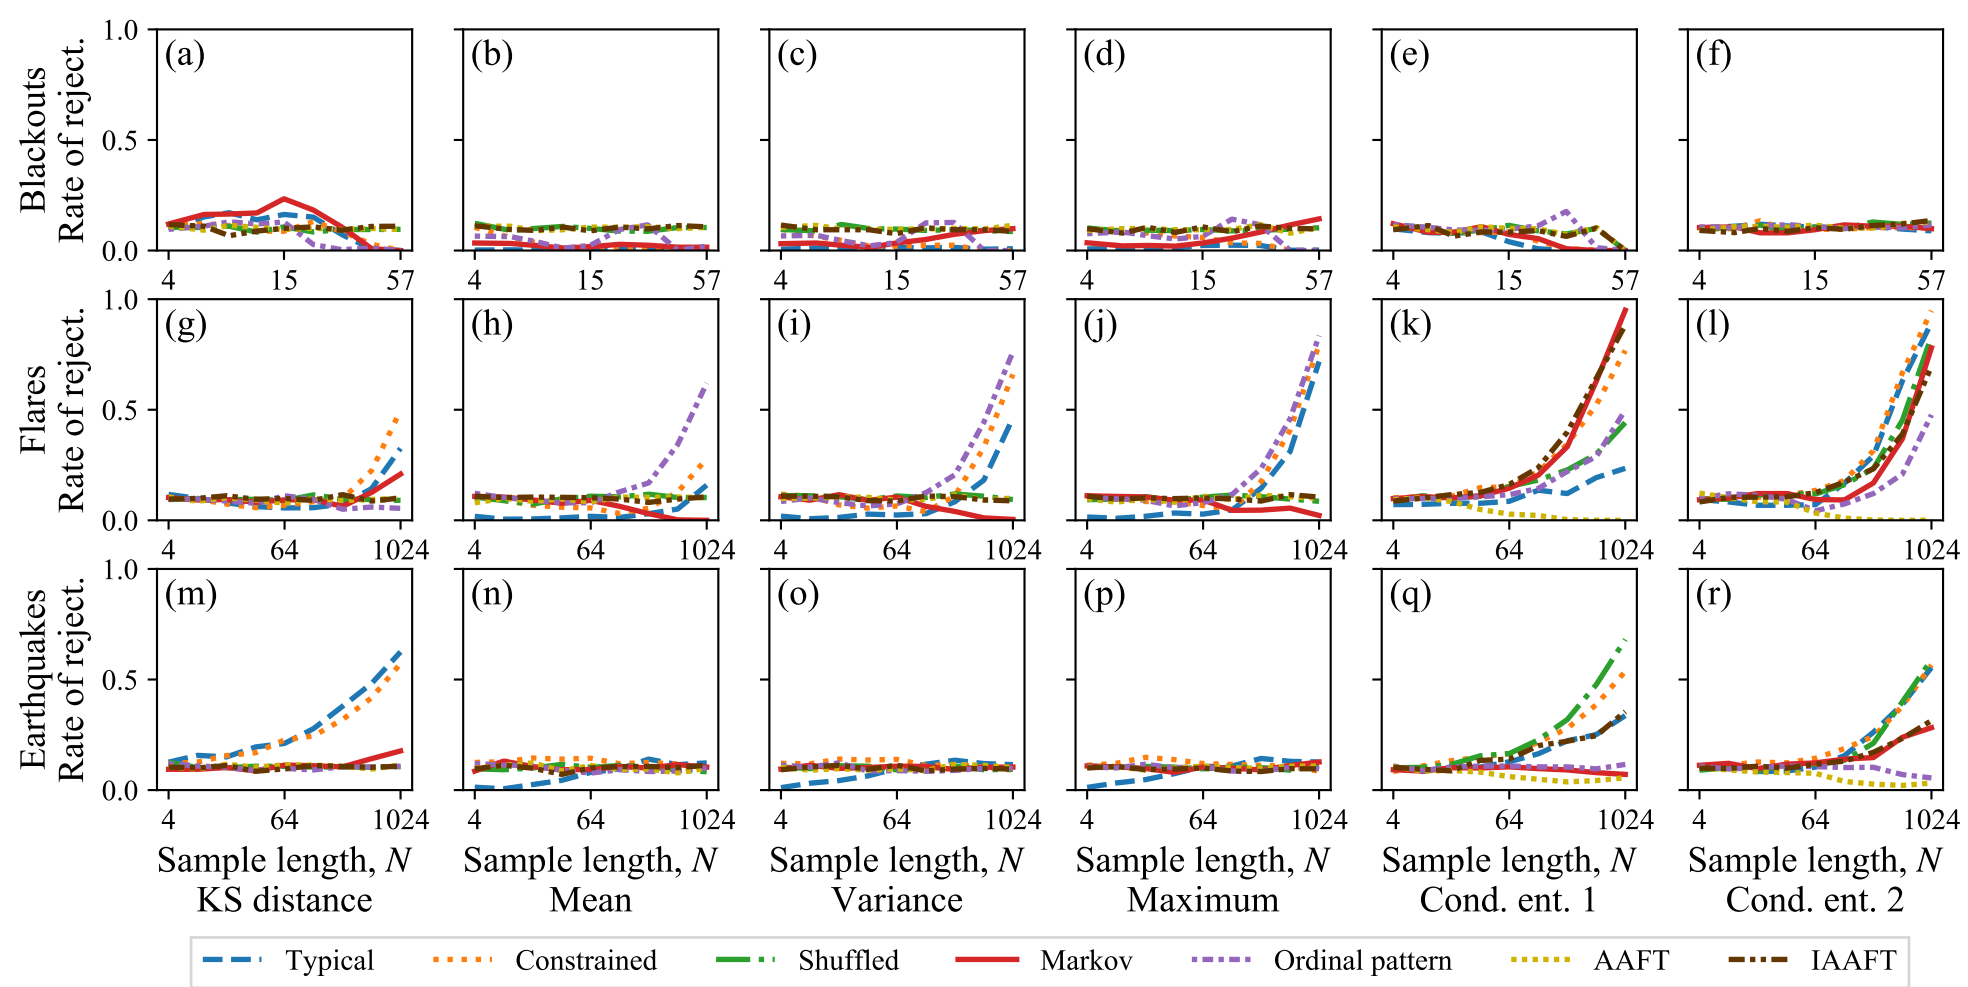 Blackouts
Rate of reject.
1.0
0.5
0.0
(a)
(b)
(c)
(d)
(e)
(f)
4 15 57
4 15 57
4 15 57
4 15 57
4 15 57
4 15 57
Flares
Rate of reject.
1.0
0.5
0.0
(g)
(h)
(i)
(j)
(k)
(l)
4 64 1024
4 64 1024
4 64 1024
4 64 1024
4 64 1024
4 64 1024
Earthquakes
Rate of reject.
1.0
0.5
0.0
(m)
(n)
(o)
(p)
(q)
(r)
4 64 1024
4 64 1024
4 64 1024
4 64 1024
4 64 1024
4 64 1024
Sample length, N
KS distance
Sample length, N
Mean
Sample length, N
Variance
Sample length, N
Maximum
Sample length, N
Cond. ent. 1
Sample length, N
Cond. ent. 2
Typical Constrained Shuffled Markov Ordinal pattern AAFT IAAFT